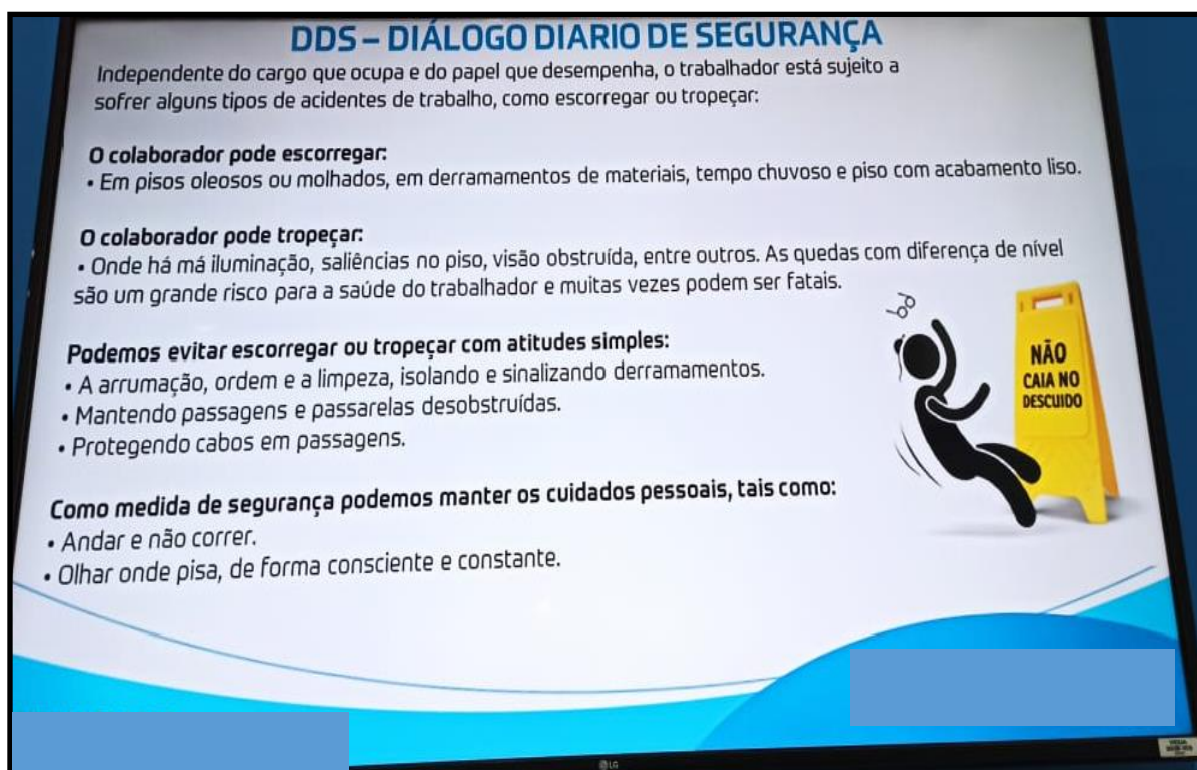 DDS – DIÁLOGO DIARIO DE SEGURANÇA
Independente do cargo que ocupa e do papel que desempenha, o trabalhador está sujeito a
sofrer alguns tipos de acidentes de trabalho, como escorregar ou tropeçar:
O colaborador pode escorregar:
• Em pisos oleosos ou molhados, em derramamentos de materiais, tempo chuvoso e piso com acabamento liso.
O colaborador pode tropeçar:
• Onde há má iluminação, saliências no piso, visão obstruída, entre outros. As quedas com diferença de nível
são um grande risco para a saúde do trabalhador e muitas vezes podem ser fatais.
Podemos evitar escorregar ou tropeçar com atitudes simples:
• A arrumação, ordem e a limpeza, isolando e sinalizando derramamentos.
• Mantendo passagens e passarelas desobstruídas.
• Protegendo cabos em passagens.
NÃO
CAIA NO
DESCUIDO
Como medida de segurança podemos manter os cuidados pessoais, tais como:
• Andar e não correr.
• Olhar onde pisa, de forma consciente e constante.
LG